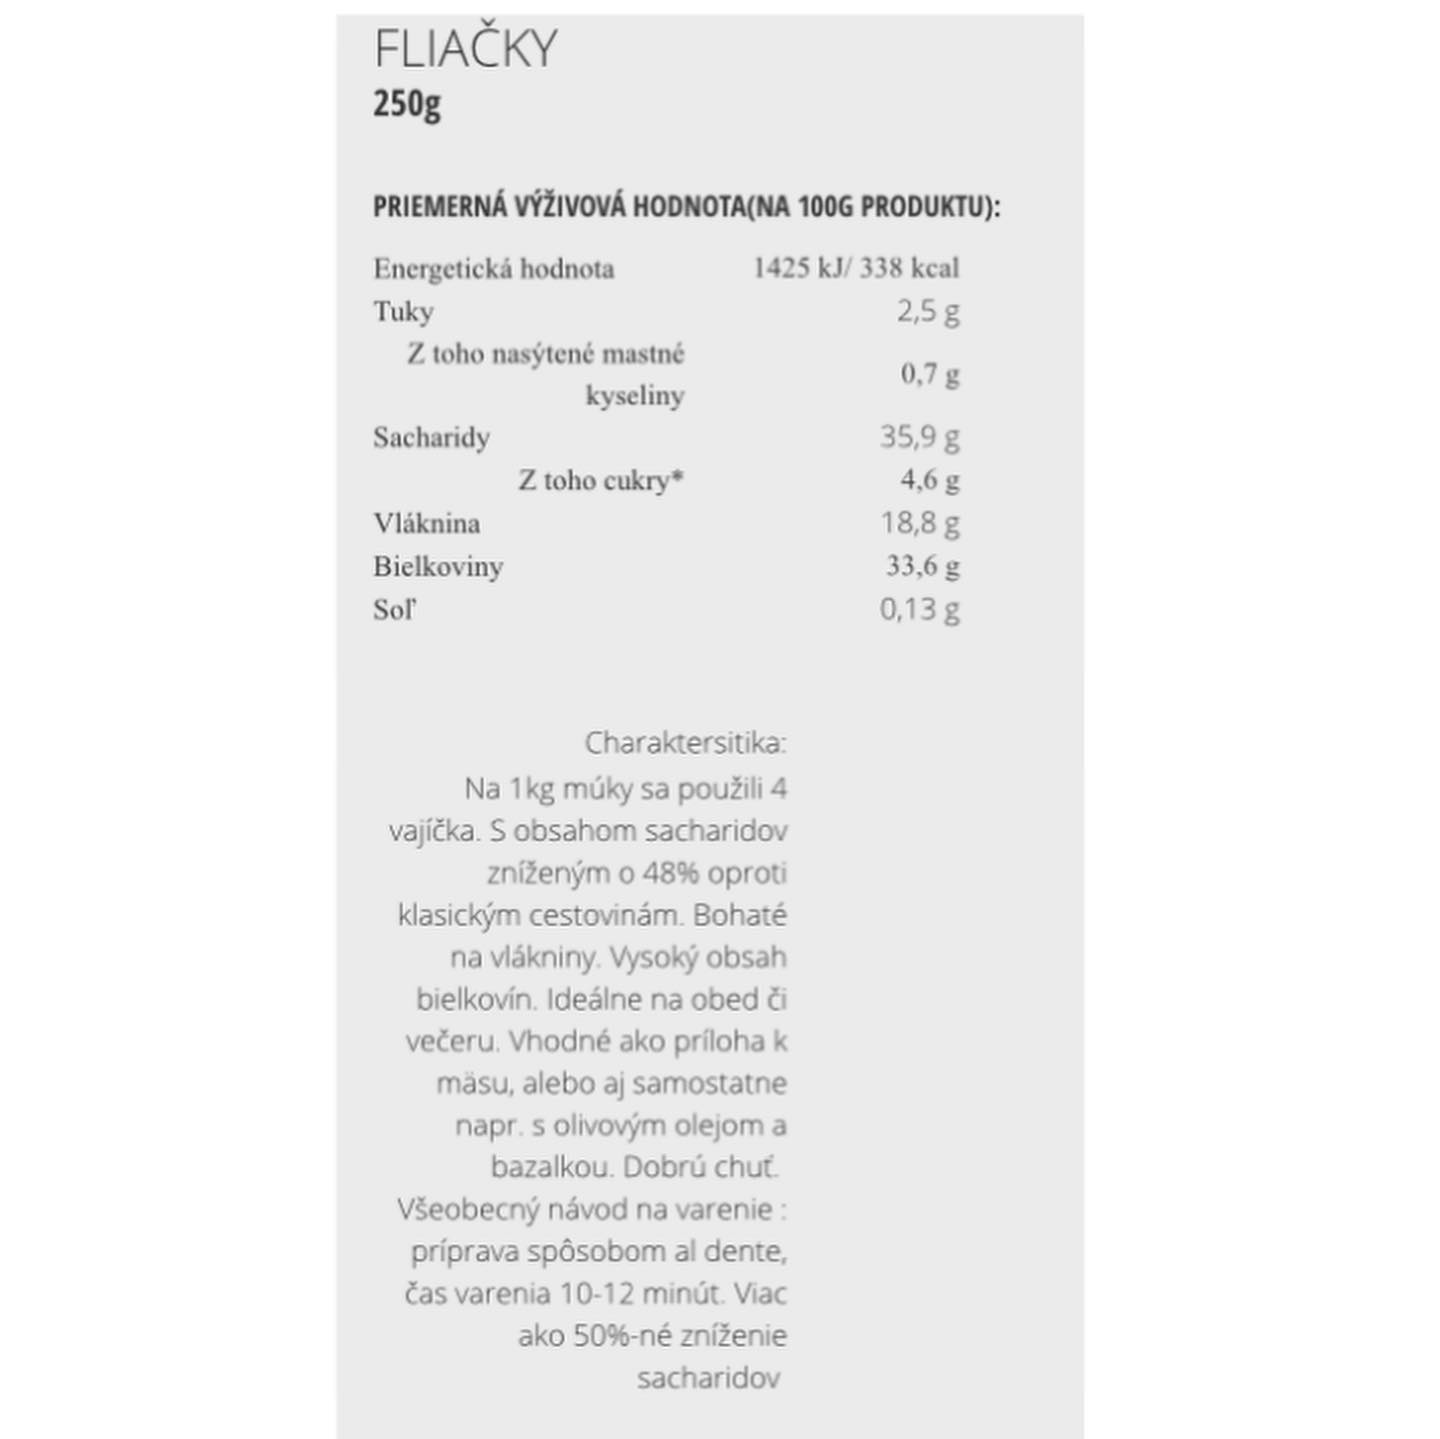 FLIAČKY
250g
PRIEMERNÁ VÝŽIVOVÁ HODNOTA(NA 100G PRODUKTU):
Energetická hodnota 1425 kJ/ 338 kcal
Tuky 2,5 g
Z toho nasýtené mastné
kyseliny 0,7 g
Sacharidy 35,9 g
Z toho cukry* 4,6 g
Vláknina 18,8 g
Bielkoviny 33,6 g
Soľ 0,13 g
Charaktersitika:
Na 1kg múky sa použili 4
vajíčka. S obsahom sacharidov
zníženým o 48% oproti
klasickým cestovinám. Bohaté
na vlákniny. Vysoký obsah
bielkovín. Ideálne na obed či
večeru. Vhodné ako príloha k
mäsu, alebo aj samostatne
napr. s olivovým olejom a
bazalkou. Dobrú chuť.
Všeobecný návod na varenie :
príprava spôsobom al dente,
čas varenia 10-12 minút. Viac
ako 50%-né zníženie
sacharidov